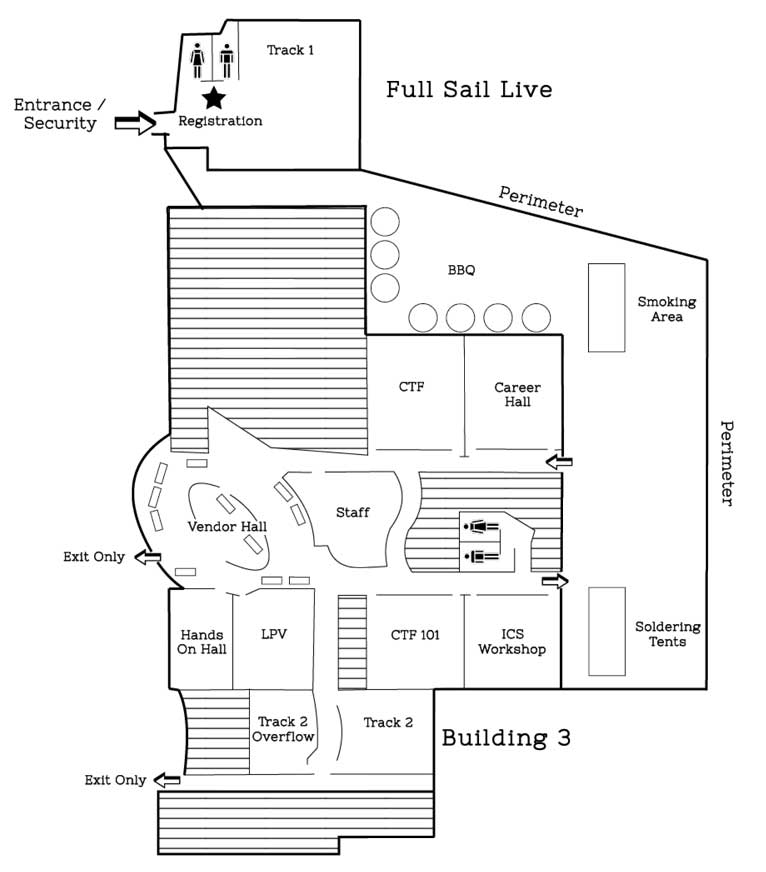 Track 1
Full Sail Live
Entrance /
Security
Registration
Perimeter
BBQ
Smoking
Area
CTF
Career
Hall
Perimeter
Staff
Vendor Hall
Exit Only
Hands
On Hall
LPV
CTF 101
ICS
Workshop
Soldering
Tents
Track 2
Overflow
Track 2
Building 3
Exit Only